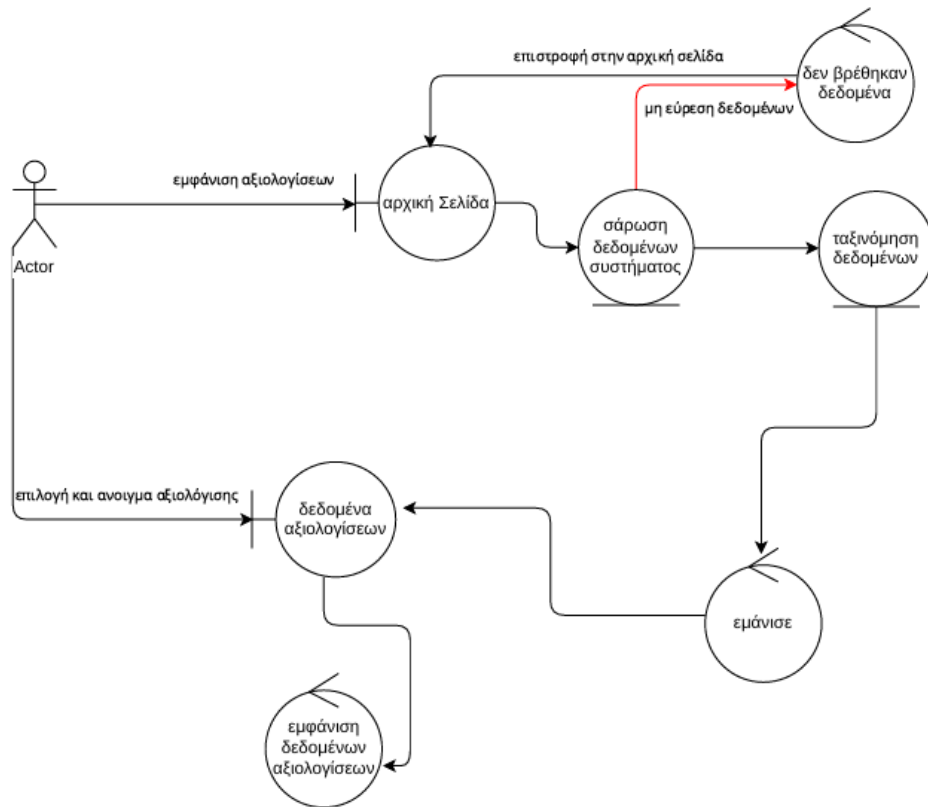 επιστροφή στην αρχική σελίδα
δεν βρέθηκαν
δεδομένα
μη εύρεση δεδομένων
εμφάνιση αξιολογίσεων
αρχική Σελίδα
σάρωση
δεδομένων
συστήματος
ταξινόμηση
δεδομένων
Actor
επιλογή και ανοιγμα αξιολόγισης
δεδομένα
αξιολογίσεων
εμάνισε
εμφάνιση
δεδομένων
αξιολογίσεων